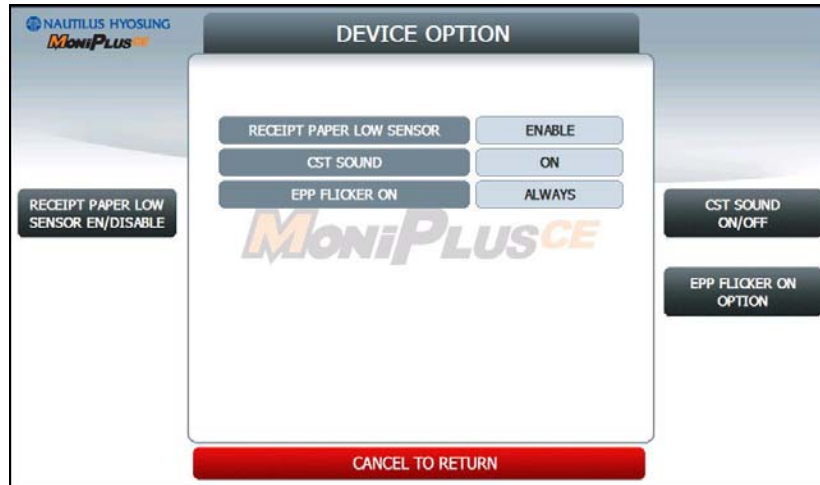 NAUTILUS HYOSUNG
MONIPLUS CE
DEVICE OPTION
RECEIPT PAPER LOW SENSOR ENABLE
CST SOUND ON
EPP FLICKER ON ALWAYS
RECEIPT PAPER LOW
SENSOR EN/DISABLE
CST SOUND
ON/OFF
MONIPLUS CE
EPP FLICKER ON
OPTION
CANCEL TO RETURN